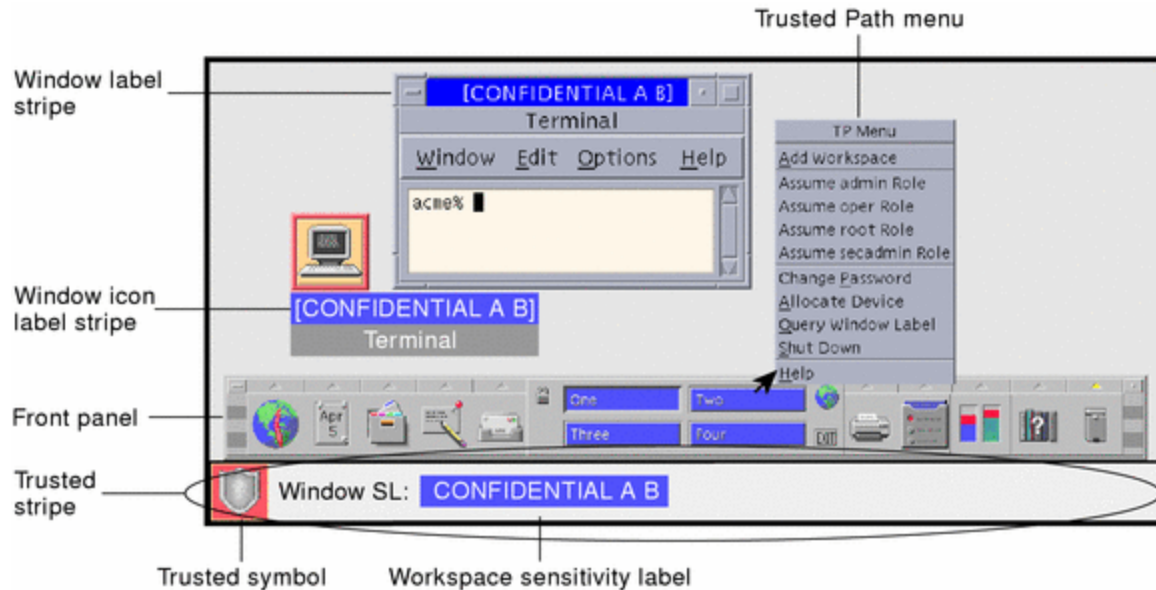 Trusted Path menu
Window label
stripe
[CONFIDENTIAL A B]
Terminal
Window Edit Options Help
acme%
TP Menu
Add Workspace
Assume admin Role
Assume oper Role
Assume root Role
Assume secadmin Role
Change Password
Allocate Device
Query Window Label
Shut Down
Help
Window icon
label stripe
[CONFIDENTIAL A B]
Terminal
Front panel
Apr
5
One
Two
Three
Four
EXIT
Trusted
stripe
Window SL: CONFIDENTIAL A B
Trusted symbol
Workspace sensitivity label